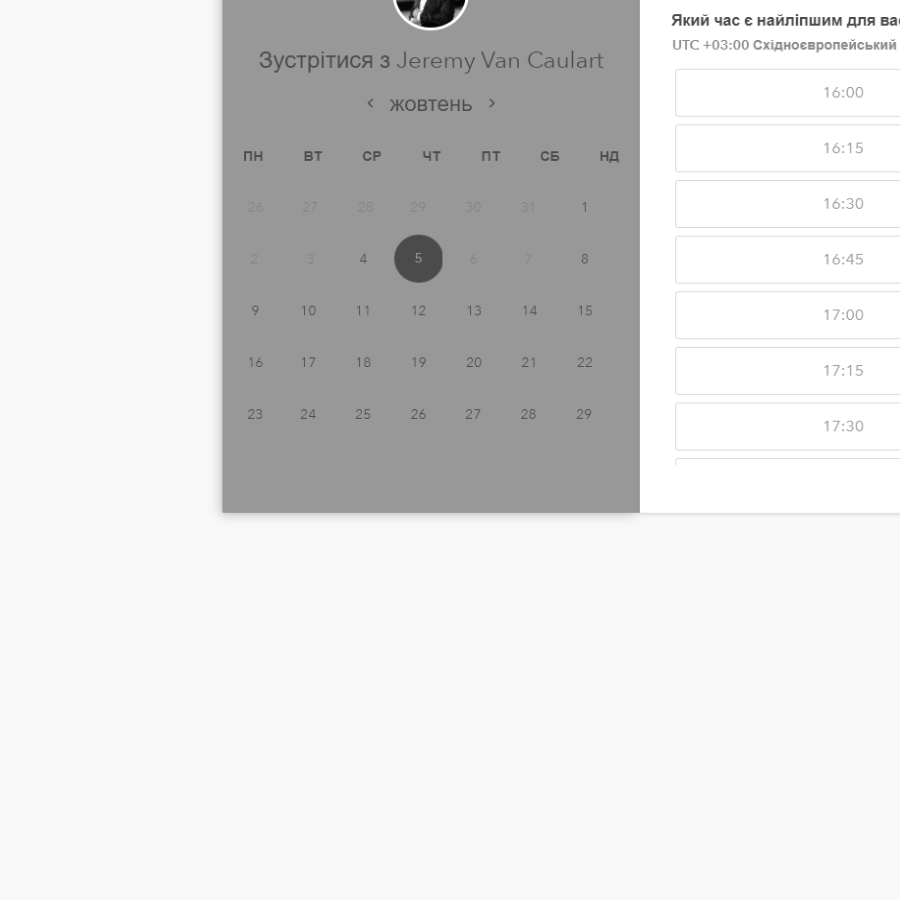 Зустрітися з Jeremy Van Caulart
жовтень
ПН ВТ СР ЧТ ПТ СБ НД
26 27 28 29 30 31 1
2 3 4 5 6 7 8
9 10 11 12 13 14 15
16 17 18 19 20 21 22
23 24 25 26 27 28 29
Який час є найліпшим для вас
UTC +03:00 Східноєвропейський
16:00
16:15
16:30
16:45
17:00
17:15
17:30